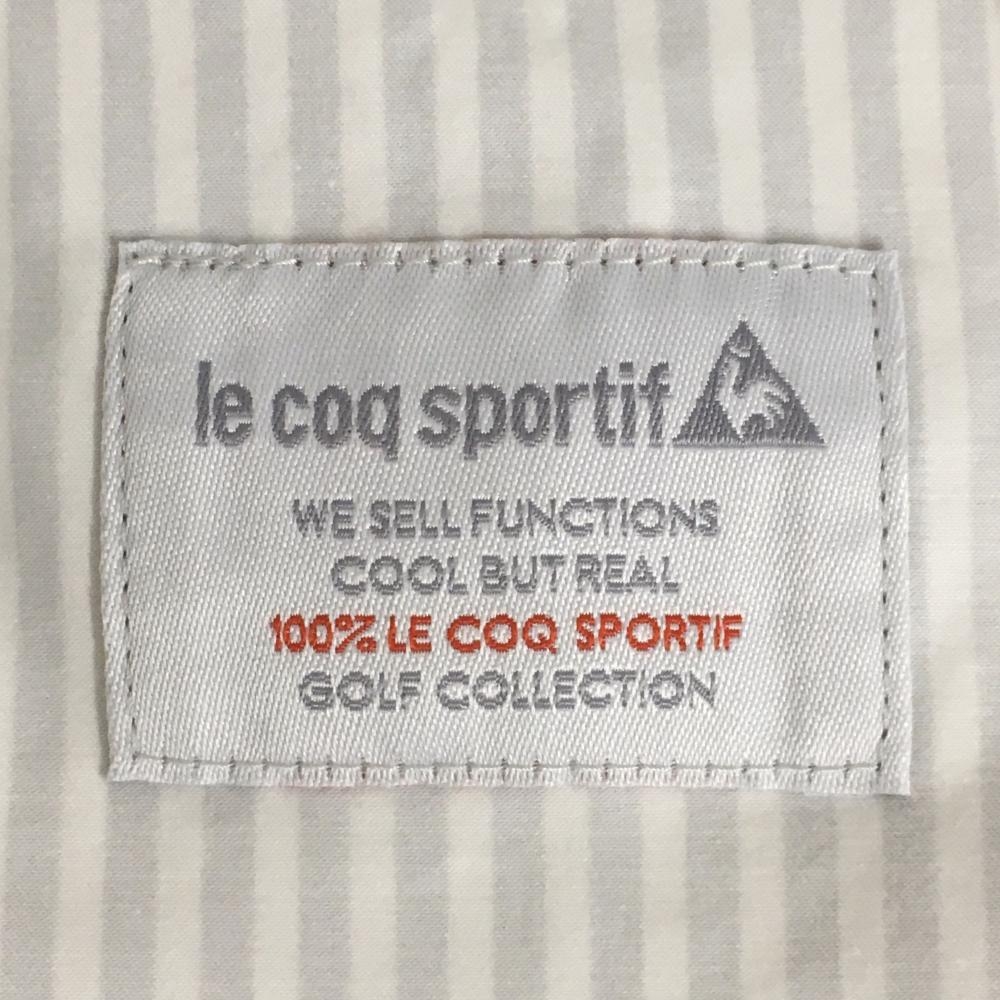 le coq sportif
WE SELL FUNCTIONS
COOL BUT REAL
100% LE COQ SPORTIF
GOLF COLLECTION